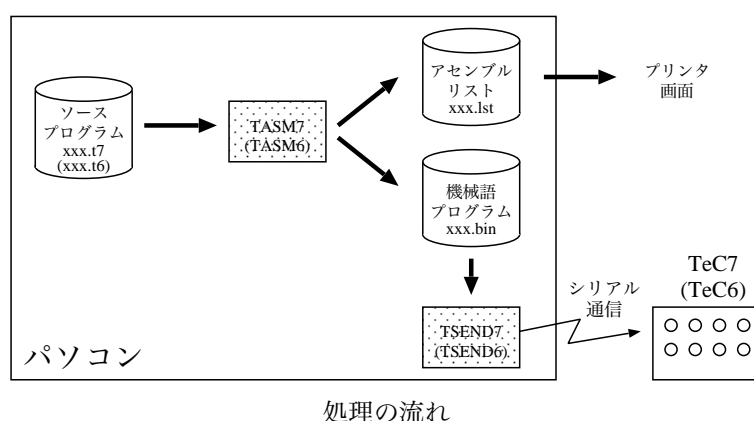 ソース
プログラム
xxx.t7
(xxx.t6)
TASM7
(TASM6)
アセンブル
リスト
xxx.lst
プリンタ
画面
機械語
プログラム
xxx.bin
TSEND7
(TSEND6)
シリアル
通信
TeC7
(TeC6)
パソコン
処理の流れ